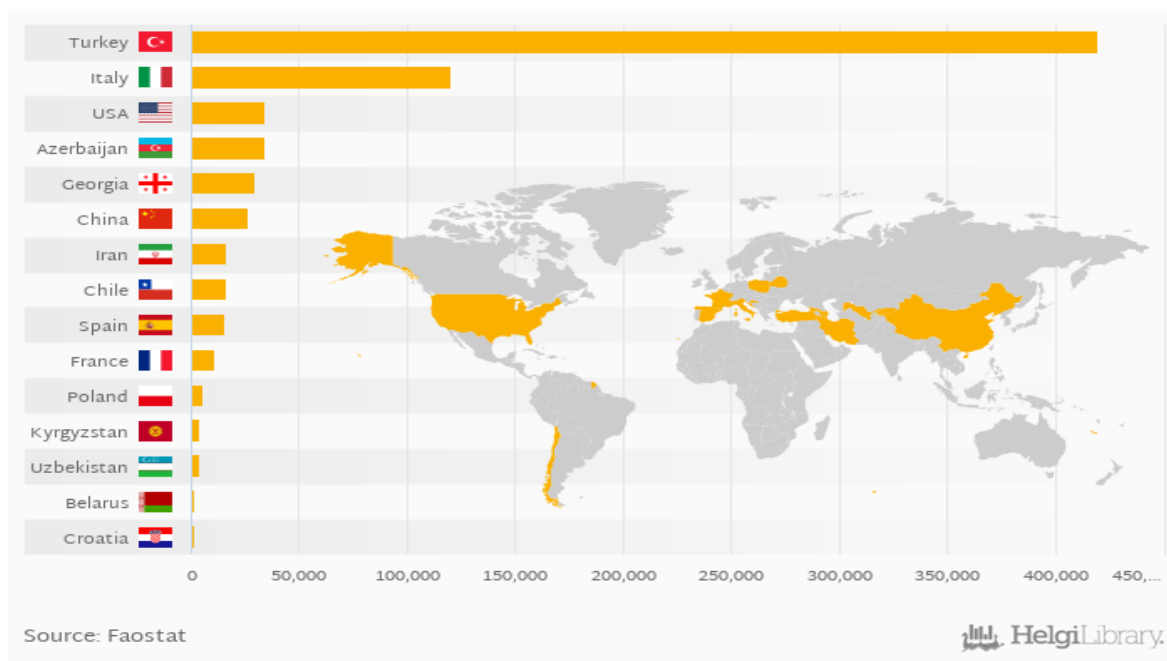 Turkey
Italy
USA
Azerbaijan
Georgia
China
Iran
Chile
Spain
France
Poland
Kyrgyzstan
Uzbekistan
Belarus
Croatia
0 50,000 100,000 150,000 200,000 250,000 300,000 350,000 400,000 450,...
Source: Faostat
HelgiLibrary.